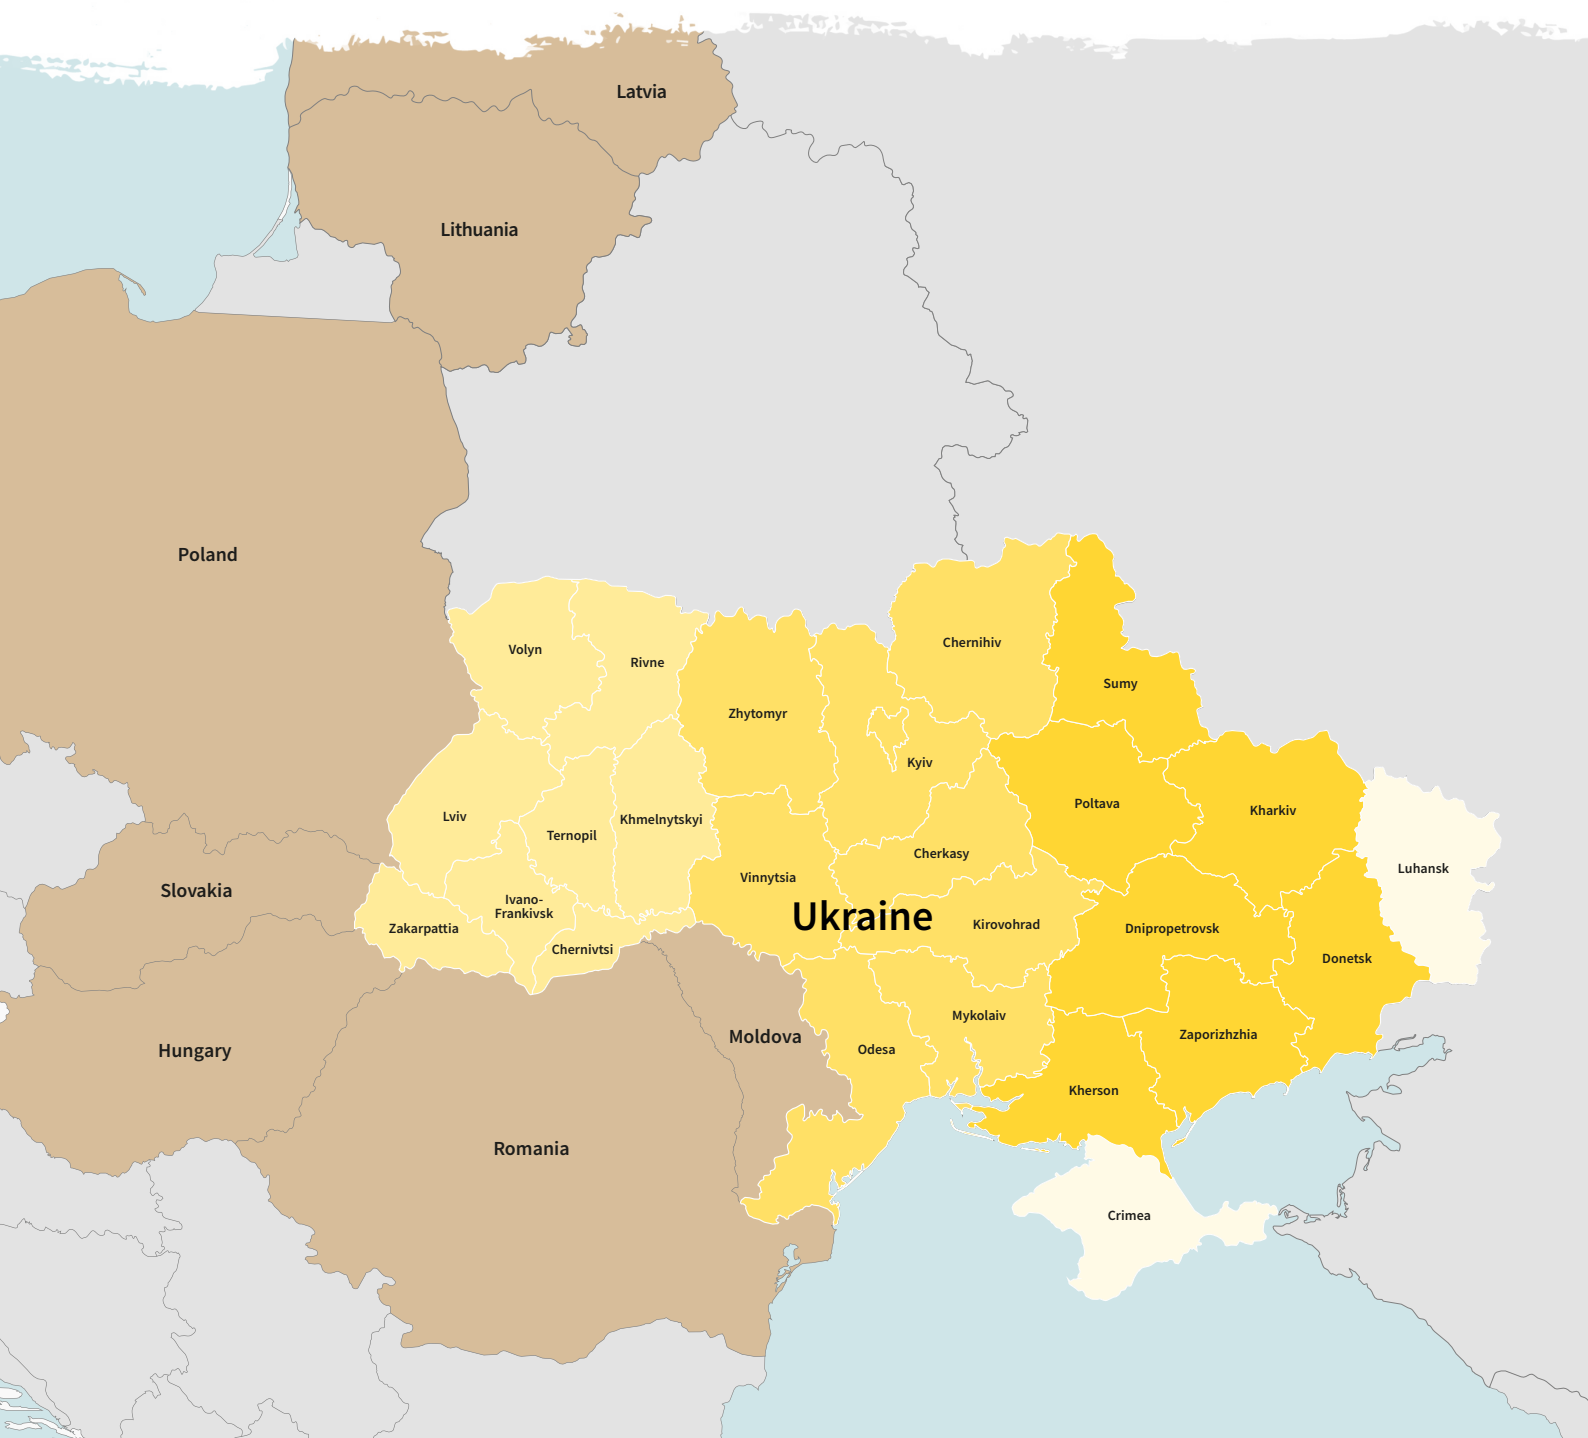 Latvia
Lithuania
Poland
Chernihiv
Volyn
Rivne
Sumy
Zhytomyr
Kyiv
Poltava
Kharkiv
Lviv
Khmelnytskyi
Ternopil
Cherkasy
Luhansk
Vinnytsia
Slovakia
Ivano-
Frankivsk
Ukraine
Zakarpattia
Kirovohrad
Dnipropetrovsk
Chernivtsi
Donetsk
Mykolaiv
Zaporizhzhia
Moldova
Hungary
Odesa
Kherson
Romania
Crimea